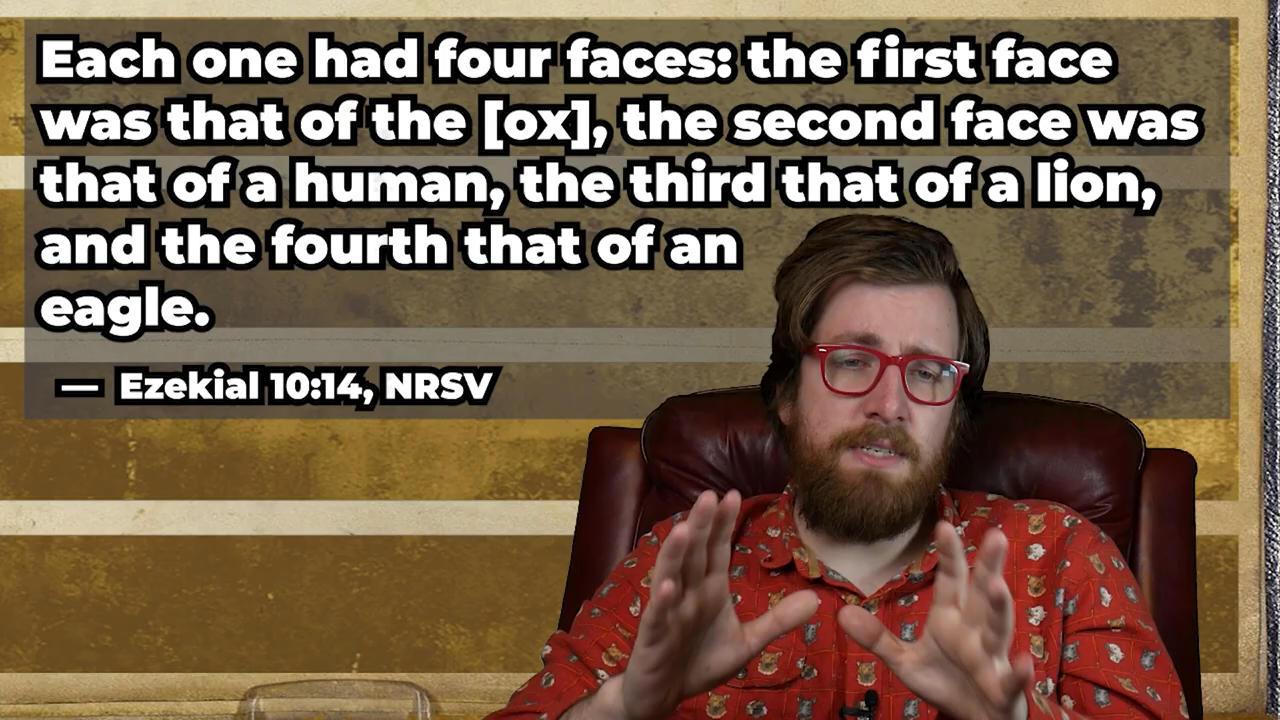 Each one had four faces: the first face
was that of the [ox], the second face was
that of a human, the third that of a lion,
and the fourth that of an
eagle.
— Ezekial 10:14, NRSV